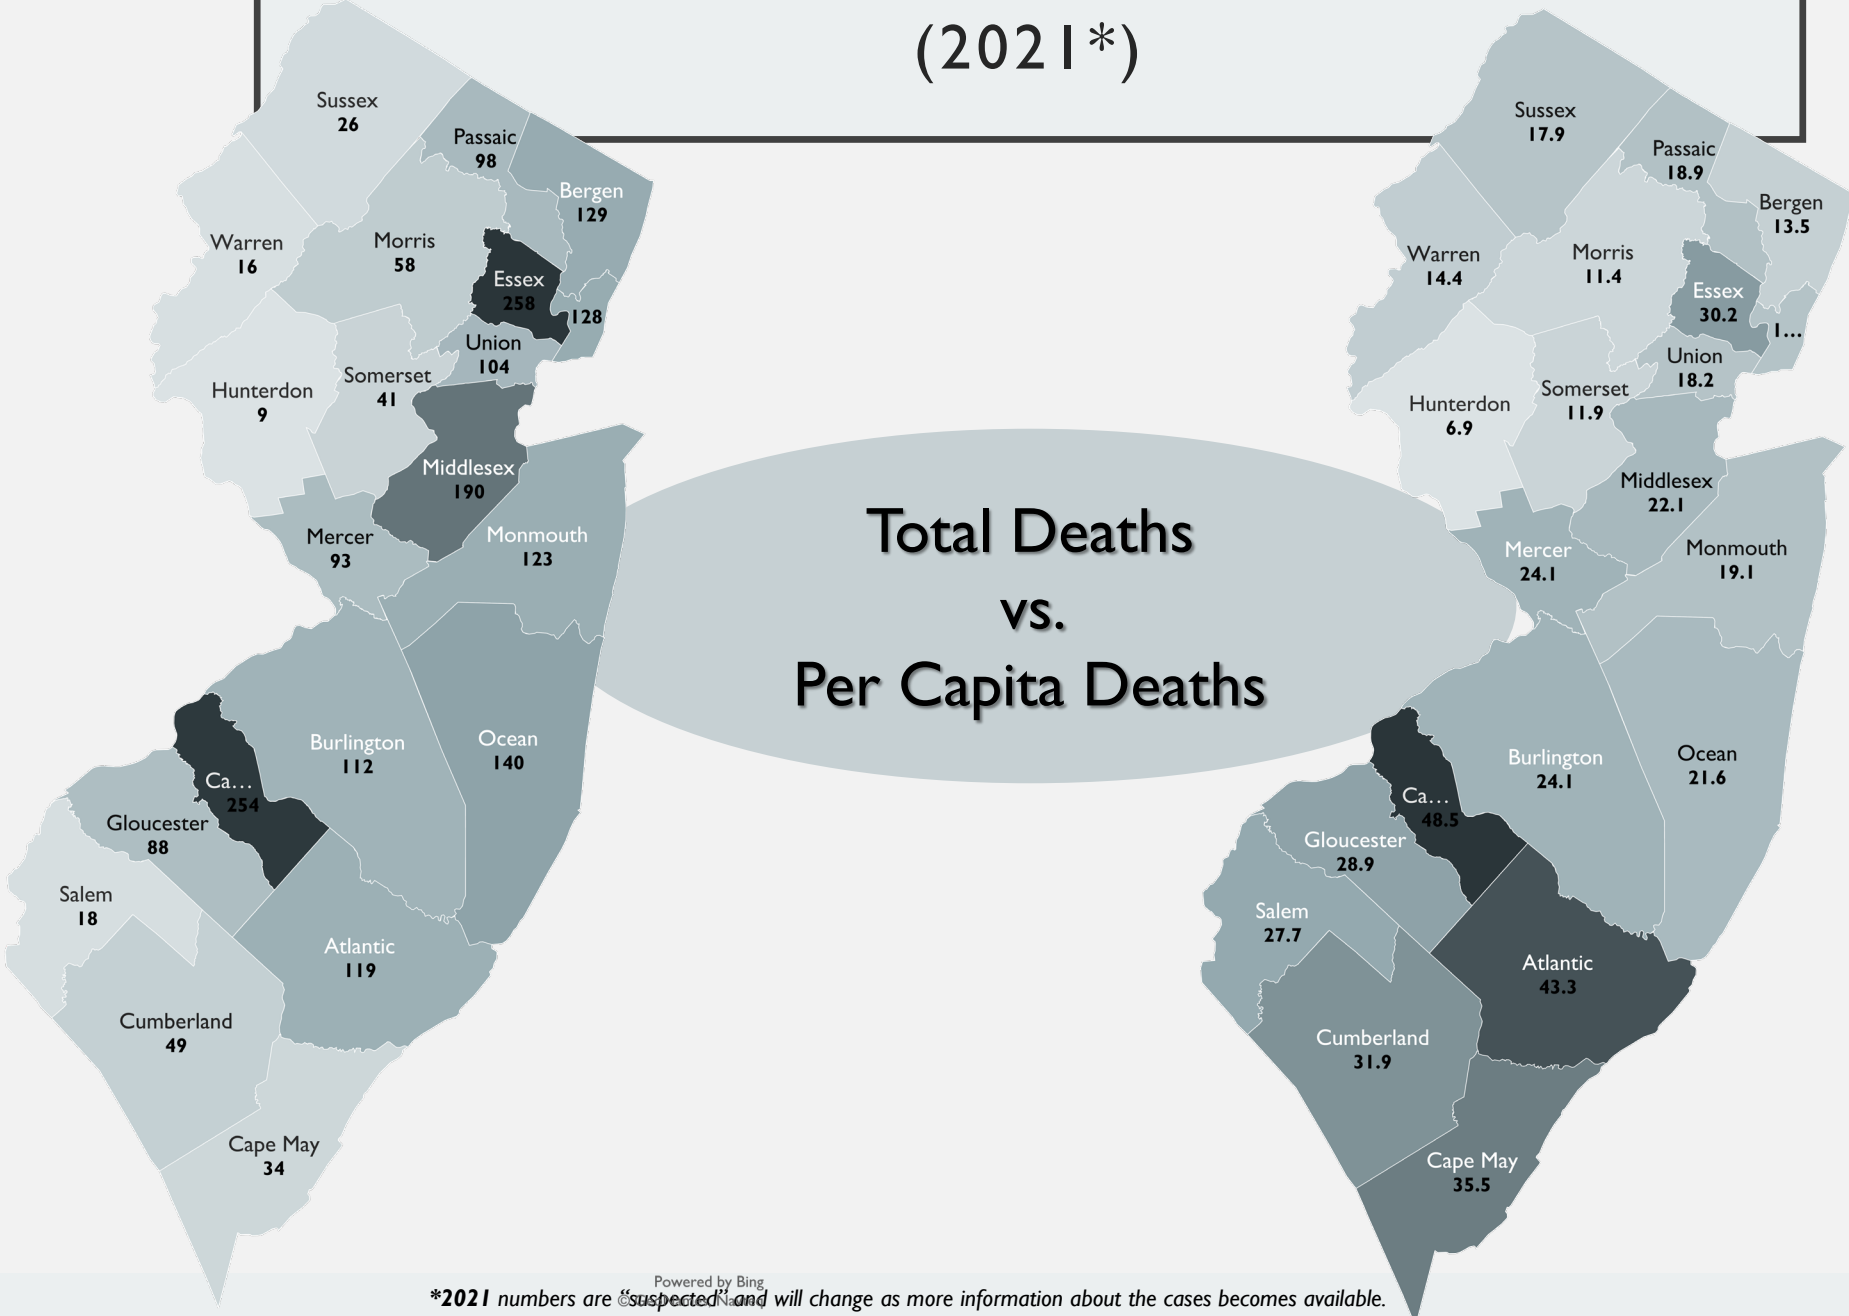 (2021*)
Sussex
26
Passaic
98
Bergen
129
Warren
16
Morris
58
Essex
258
128
Union
104
Hunterdon
9
Somerset
41
Middlesex
190
Mercer
93
Monmouth
123
Burlington
112
Ocean
140
Ca...
254
Gloucester
88
Salem
18
Atlantic
119
Cumberland
49
Cape May
34
Total Deaths
vs.
Per Capita Deaths
Sussex
17.9
Passaic
18.9
Bergen
13.5
Warren
14.4
Morris
11.4
Essex
30.2
1...
Union
18.2
Hunterdon
6.9
Somerset
11.9
Middlesex
22.1
Mercer
24.1
Monmouth
19.1
Burlington
24.1
Ocean
21.6
Ca...
48.5
Gloucester
28.9
Salem
27.7
Atlantic
43.3
Cumberland
31.9
Cape May
35.5
Powered by Bing
© GeoNames, Navteq
*2021 numbers are “suspected” and will change as more information about the cases becomes available.